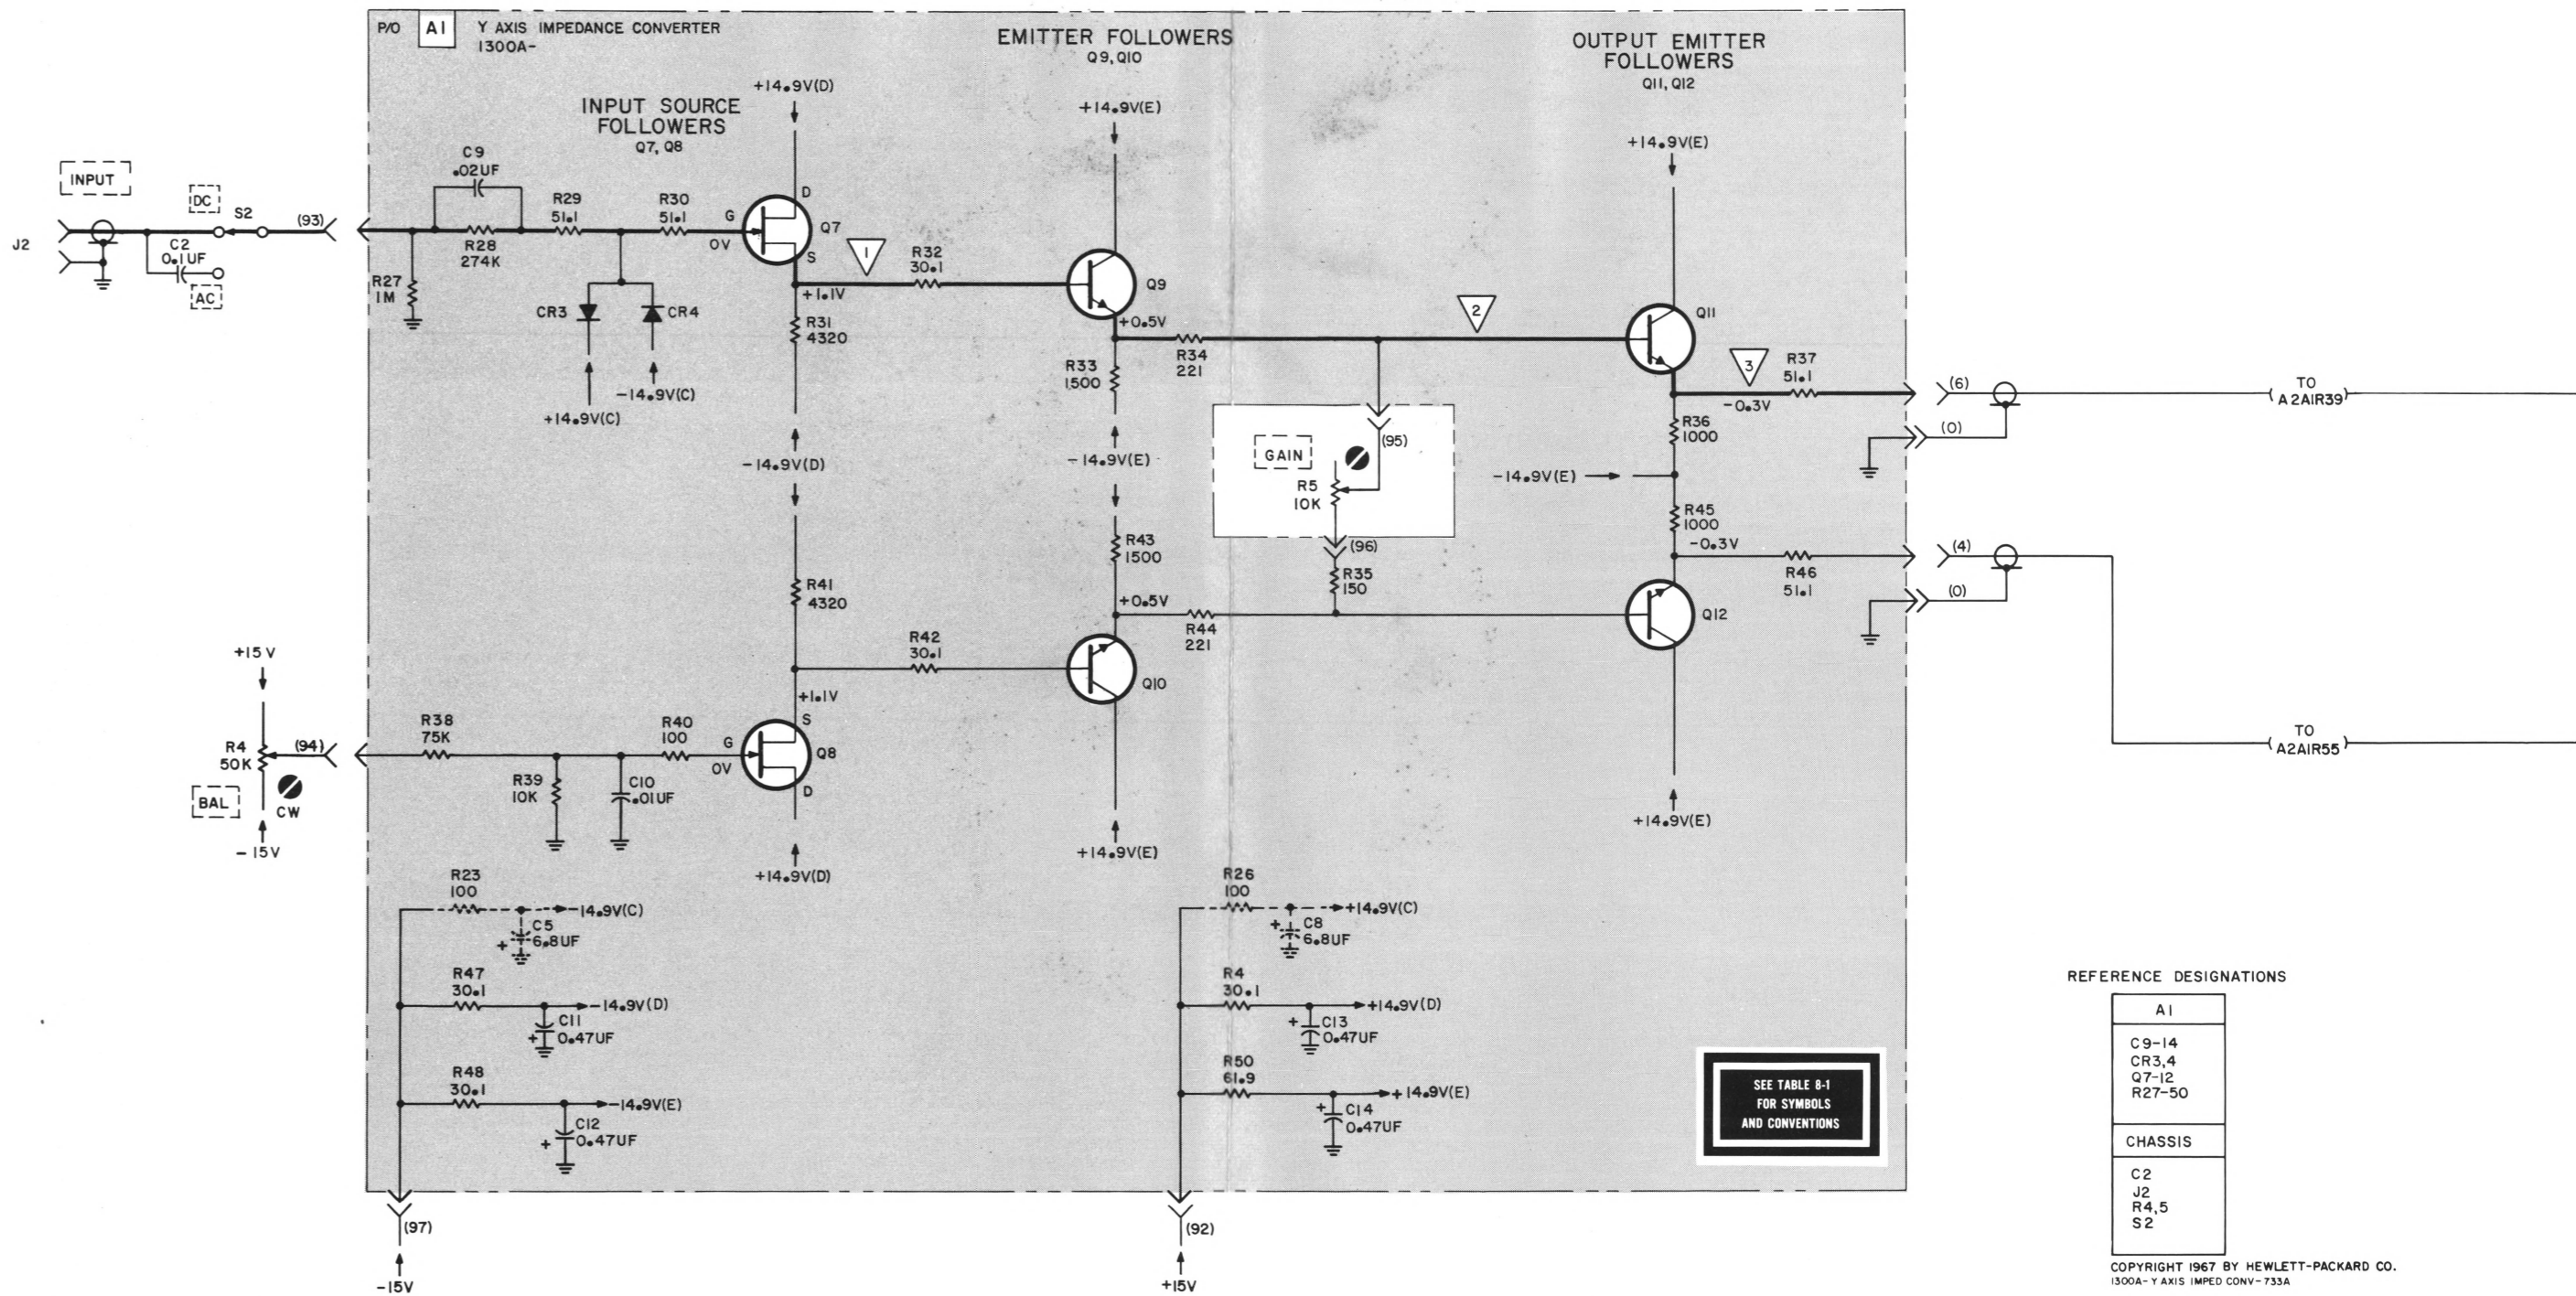 P/O A1 Y AXIS IMPEDANCE CONVERTER
1300A-
EMITTER FOLLOWERS
Q9, Q10
OUTPUT EMITTER
FOLLOWERS
Q11, Q12
INPUT SOURCE
FOLLOWERS
Q7, Q8
+14.9V(D)
+14.9V(E)
+14.9V(E)
INPUT
J2
C2
0.1UF
DC
AC
S2
(93)
R27
1M
C9
.02UF
R28
274K
R29
51.1
R30
51.1
G
0V
D
Q7
S
+1.1V
CR3
CR4
+14.9V(C)
-14.9V(C)
R31
4320
-14.9V(D)
1
R32
30.1
Q9
+0.5V
R33
1500
-14.9V(E)
R34
221
2
Q11
3
R37
51.1
-0.3V
R36
1000
(6)
(0)
TO
A2A1R39
GAIN
R5
10K
(95)
(96)
R35
150
-14.9V(E)
R45
1000
-0.3V
R46
51.1
(4)
(0)
TO
A2A1R55
R43
1500
+0.5V
R44
221
Q12
+14.9V(E)
R41
4320
R42
30.1
Q10
+14.9V(E)
+1.1V
S
Q8
D
+14.9V(D)
G
0V
R40
100
C10
.01UF
R39
10K
R38
75K
(94)
+15V
R4
50K
BAL
CW
-15V
R23
100
-14.9V(C)
+
C5
6.8UF
R47
30.1
-14.9V(D)
+
C11
0.47UF
R48
30.1
-14.9V(E)
+
C12
0.47UF
(97)
-15V
R26
100
+14.9V(C)
+
C8
6.8UF
R4
30.1
+14.9V(D)
+
C13
0.47UF
R50
61.9
+14.9V(E)
+
C14
0.47UF
(92)
+15V
SEE TABLE 8-1
FOR SYMBOLS
AND CONVENTIONS
REFERENCE DESIGNATIONS
A1
C9-14
CR3,4
Q7-12
R27-50
CHASSIS
C2
J2
R4,5
S2
COPYRIGHT 1967 BY HEWLETT-PACKARD CO.
1300A-Y AXIS IMPED CONV-733A